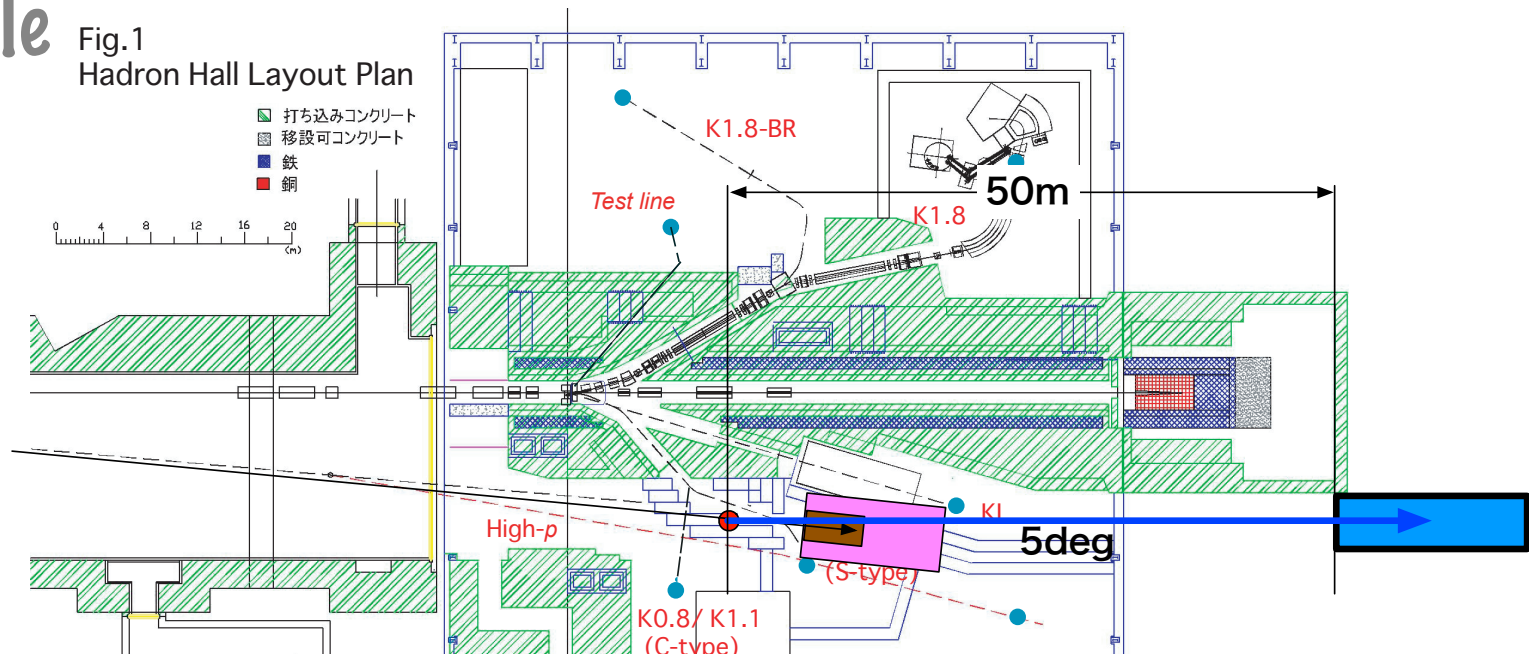 le
Fig.1
Hadron Hall Layout Plan
打ち込みコンクリート
移設可コンクリート
鉄
銅
0 4 8 12 16 20
(m)
K1.8-BR
Test line
50m
K1.8
High-p
KL
5deg
(S-type)
K0.8/ K1.1
(C-type)